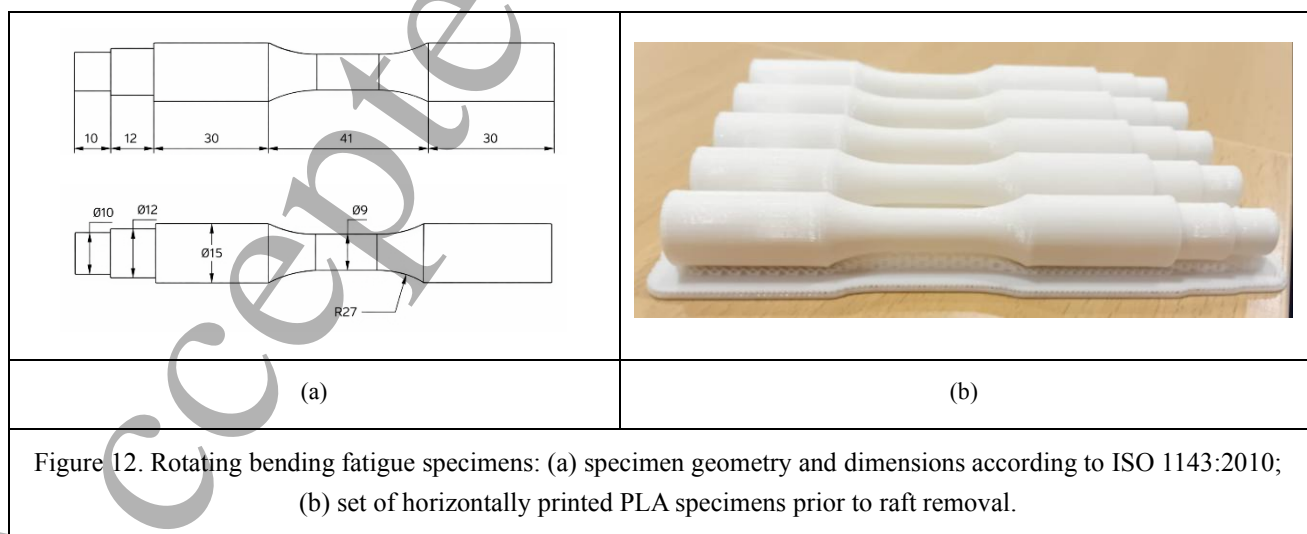 10 12 30 41 30
Ø10 Ø12 Ø9
Ø15
R27
(a) (b)
Figure 12. Rotating bending fatigue specimens: (a) specimen geometry and dimensions according to ISO 1143:2010;
(b) set of horizontally printed PLA specimens prior to raft removal.
ccepte